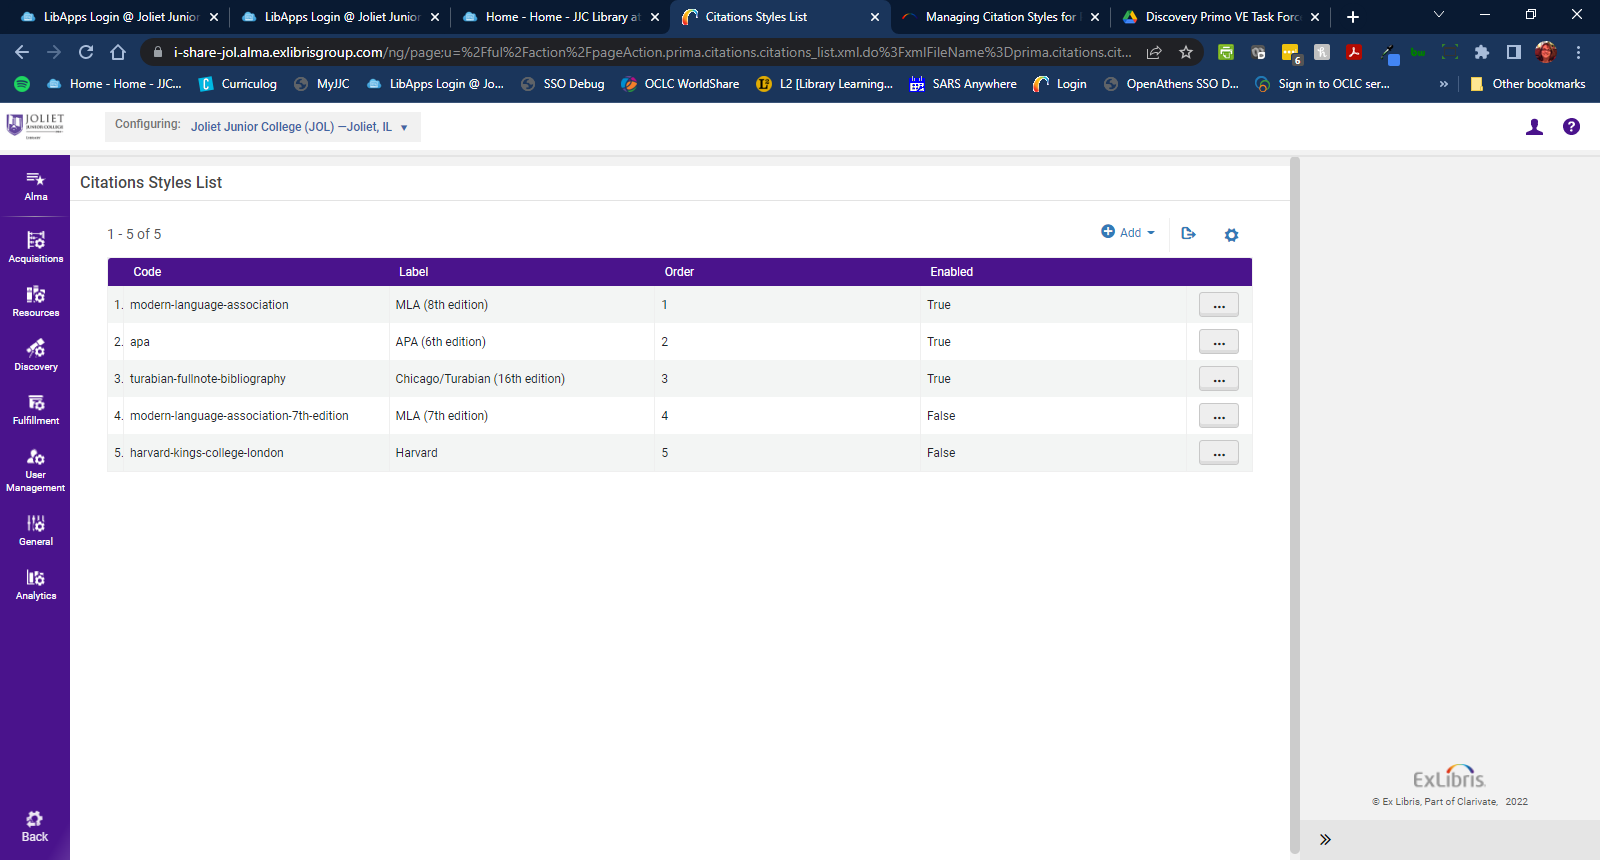 LibApps Login @ Joliet Junior
LibApps Login @ Joliet Junior
Home - Home - JJC Library at
Citations Styles List
Managing Citation Styles for
Discovery Primo VE Task Forc
i-share-jol.alma.exlibrisgroup.com/ng/page;u=%2Ful%2Faction%2FpageAction.prima.citations.citations_list.xml.do%3FxmlFileName%3Dprima.citations.cit...
6
bw
Home - Home - JJC...
Curriculog
MyJJC
LibApps Login @ Jo...
SSO Debug
OCLC WorldShare
L2 [Library Learning...
SARS Anywhere
Login
OpenAthens SSO D...
Sign in to OCLC ser...
»
Other bookmarks
JOLIET
JUNIOR COLLEGE
LIBRARY
Configuring: Joliet Junior College (JOL) —Joliet, IL
Alma
Acquisitions
Resources
Discovery
Fulfillment
User
Management
General
Analytics
Back
Citations Styles List
1 - 5 of 5
Add
Code Label Order Enabled
1. modern-language-association MLA (8th edition) 1 True ...
2. apa APA (6th edition) 2 True ...
3. turabian-fullnote-bibliography Chicago/Turabian (16th edition) 3 True ...
4. modern-language-association-7th-edition MLA (7th edition) 4 False ...
5. harvard-kings-college-london Harvard 5 False ...
ExLibris
© Ex Libris, Part of Clarivate, 2022